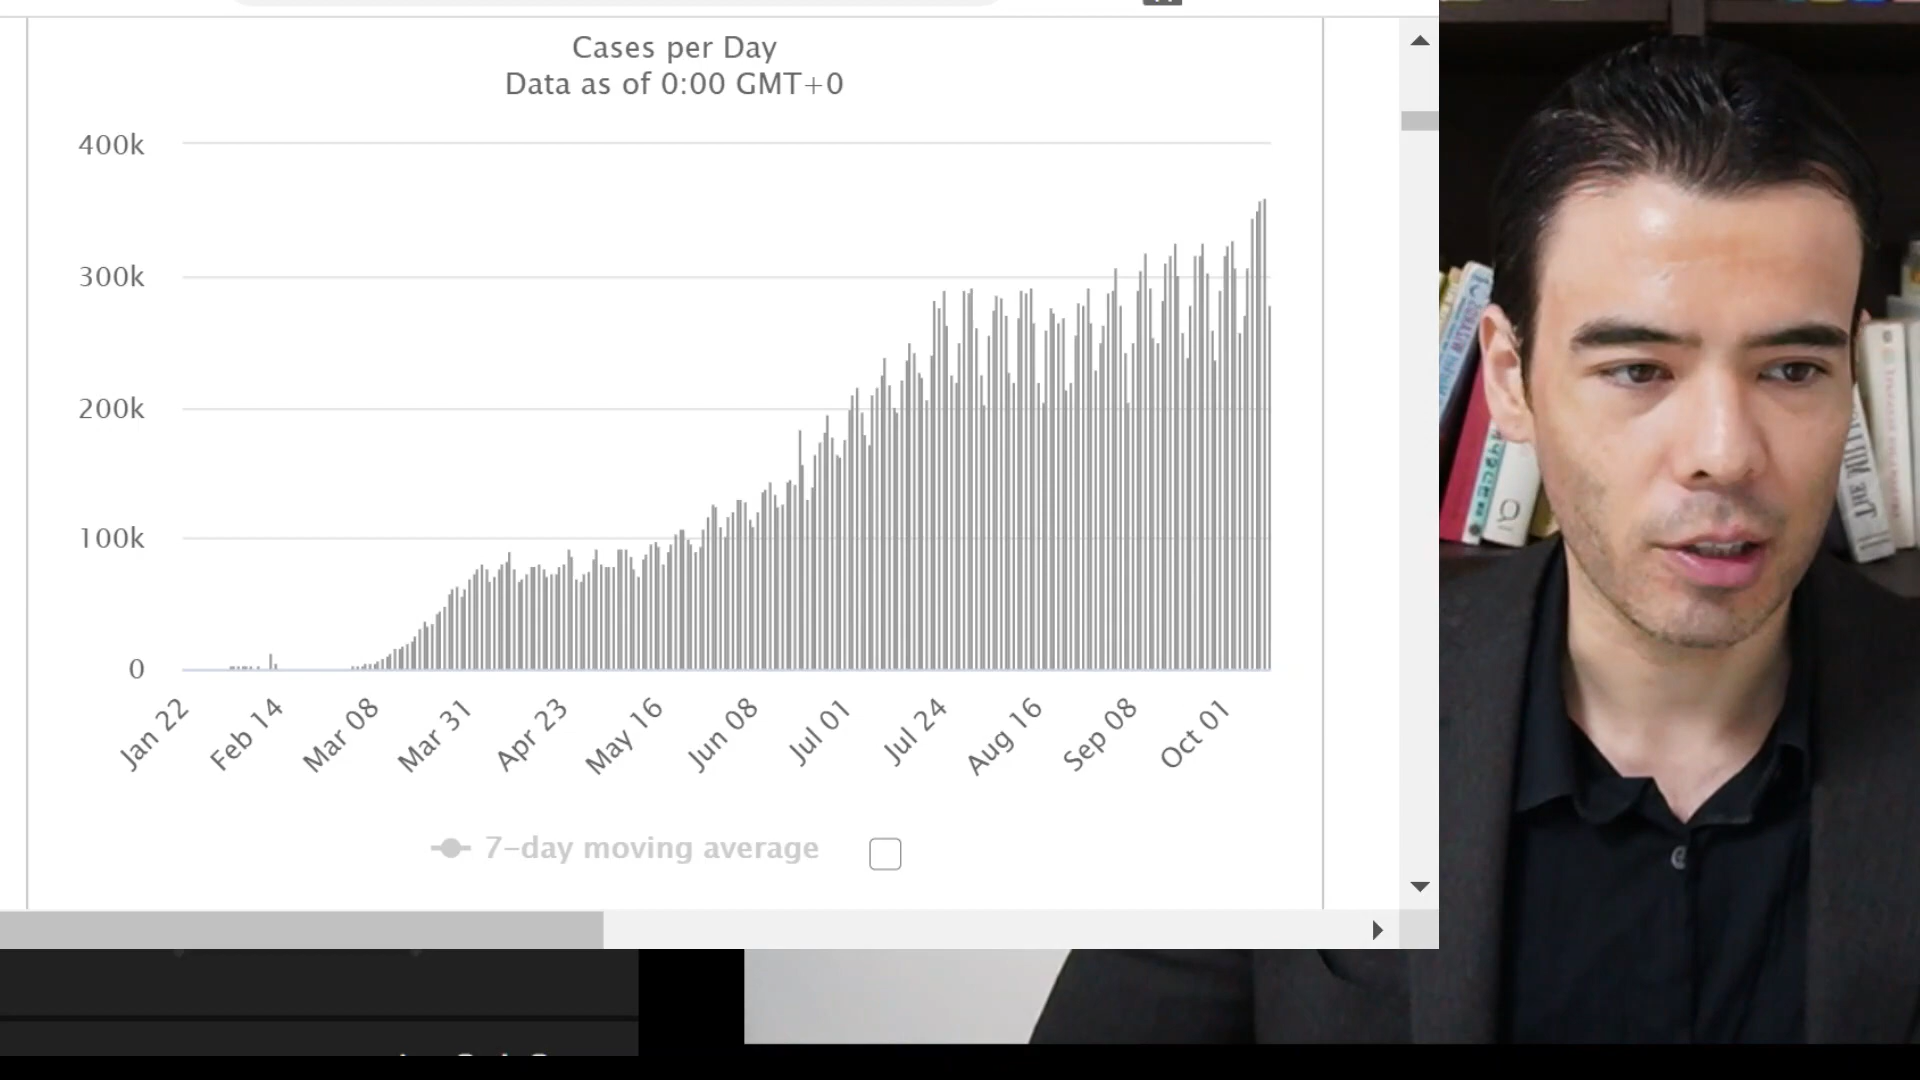 Cases per Day
Data as of 0:00 GMT+0
400k
300k
200k
100k
0
Jan 22
Feb 14
Mar 08
Mar 31
Apr 23
May 16
Jun 08
Jul 01
Jul 24
Aug 16
Sep 08
Oct 01
7-day moving average
THE